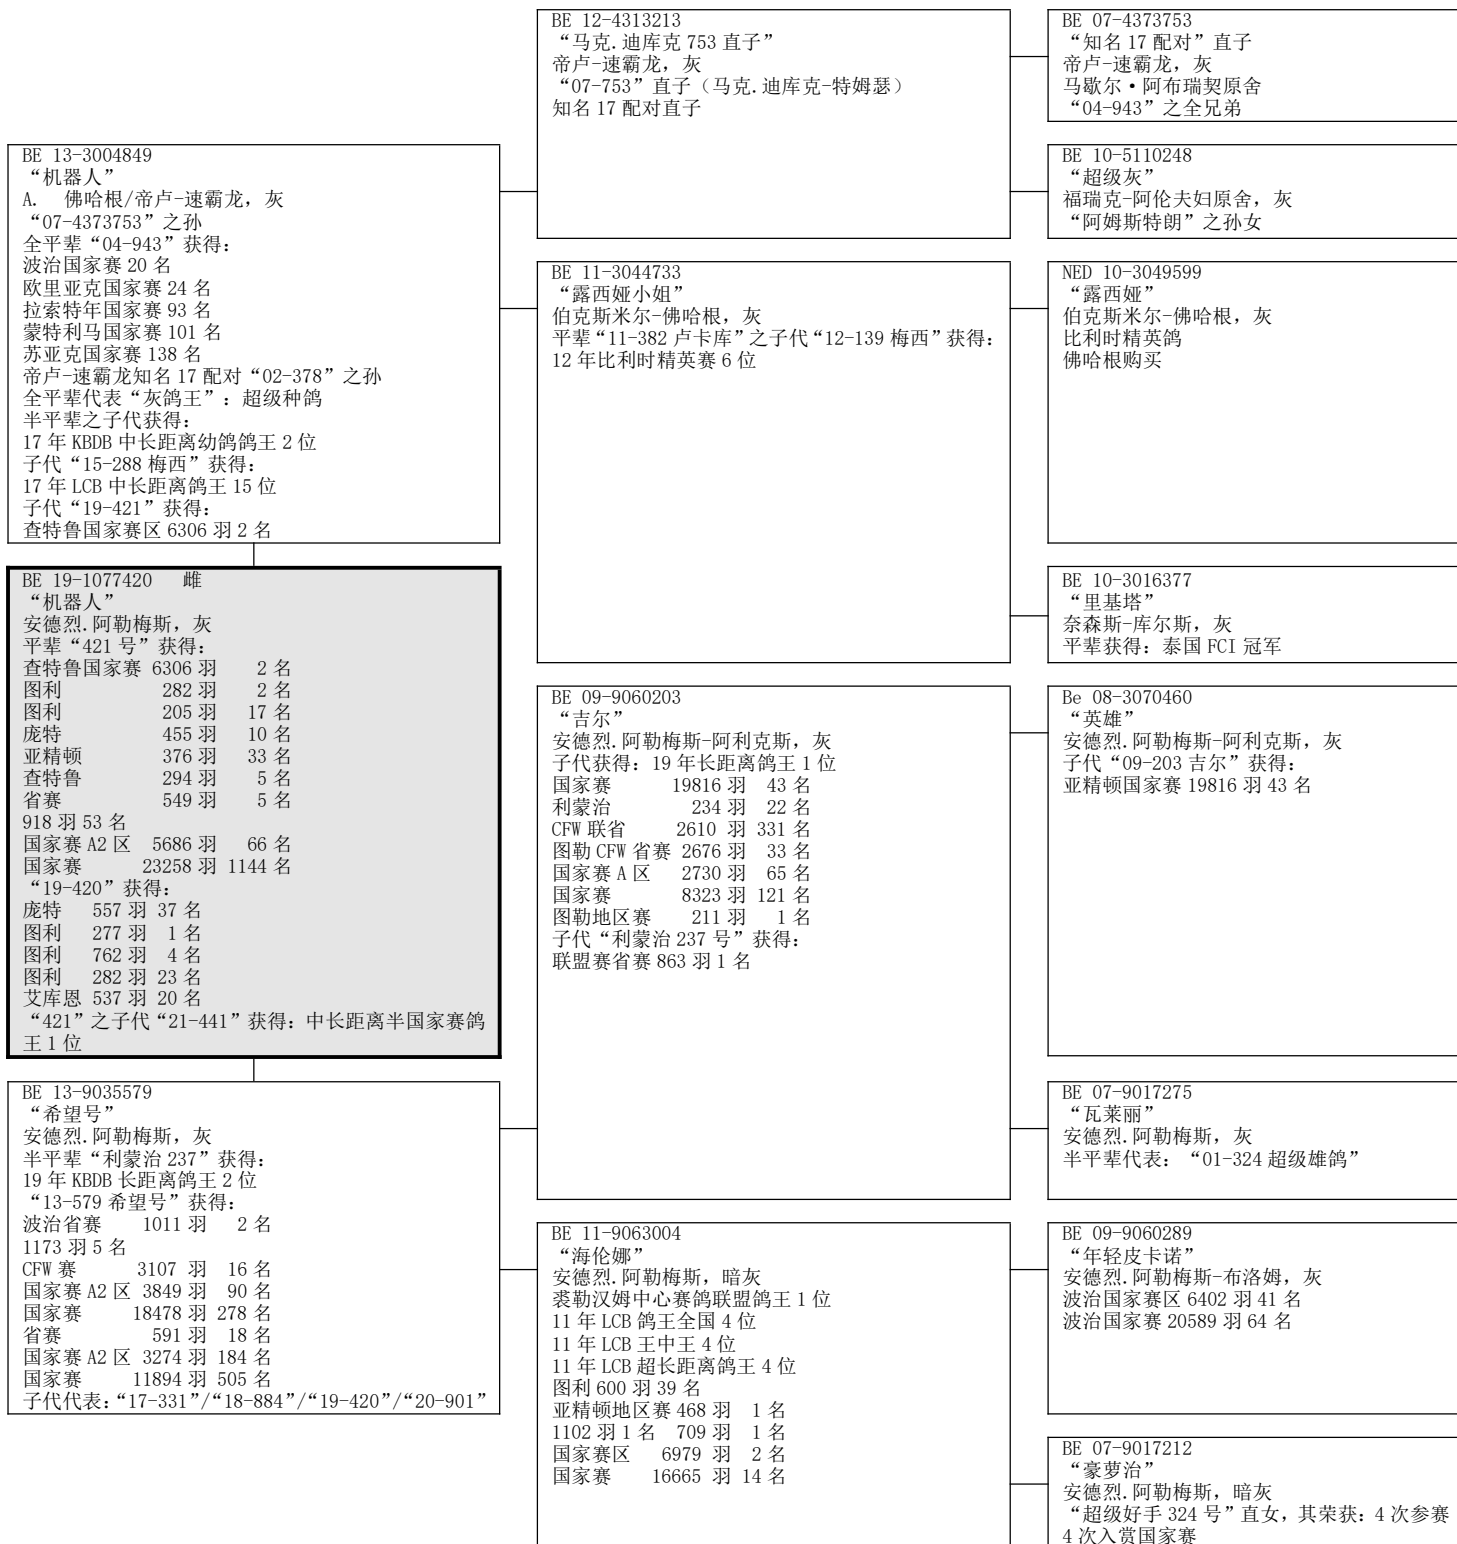 BE 13-3004849
“机器人”
A. 佛哈根/帝卢-速霸龙，灰
“07-4373753”之孙
全平辈“04-943”获得：
波治国家赛 20 名
欧里亚克国家赛 24 名
拉索特年国家赛 93 名
蒙特利马国家赛 101 名
苏亚克国家赛 138 名
帝卢-速霸龙知名 17 配对“02-378”之孙
全平辈代表“灰鸽王”：超级种鸽
半平辈之子代获得：
17 年 KBDB 中长距离幼鸽鸽王 2 位
子代“15-288 梅西”获得：
17 年 LCB 中长距离鸽王 15 位
子代“19-421”获得：
查特鲁国家赛区 6306 羽 2 名
BE 19-1077420 雌
“机器人”
安德烈.阿勒梅斯，灰
平辈“421 号”获得：
查特鲁国家赛 6306 羽 2 名
图利 282 羽 2 名
图利 205 羽 17 名
庞特 455 羽 10 名
亚精顿 376 羽 33 名
查特鲁 294 羽 5 名
省赛 549 羽 5 名
918 羽 53 名
国家赛 A2 区 5686 羽 66 名
国家赛 23258 羽 1144 名
“19-420”获得：
庞特 557 羽 37 名
图利 277 羽 1 名
图利 762 羽 4 名
图利 282 羽 23 名
艾库恩 537 羽 20 名
“421”之子代“21-441”获得：中长距离半国家赛鸽
王 1 位
BE 13-9035579
“希望号”
安德烈.阿勒梅斯，灰
半平辈“利蒙治 237”获得：
19 年 KBDB 长距离鸽王 2 位
“13-579 希望号”获得：
波治省赛 1011 羽 2 名
1173 羽 5 名
CFW 赛 3107 羽 16 名
国家赛 A2 区 3849 羽 90 名
国家赛 18478 羽 278 名
省赛 591 羽 18 名
国家赛 A2 区 3274 羽 184 名
国家赛 11894 羽 505 名
子代代表：“17-331”/“18-884”/“19-420”/“20-901”
BE 12-4313213
“马克.迪库克 753 直子”
帝卢-速霸龙，灰
“07-753”直子（马克.迪库克-特姆瑟）
知名 17 配对直子
BE 11-3044733
“露西娅小姐”
伯克斯米尔-佛哈根，灰
平辈“11-382 卢卡库”之子代“12-139 梅西”获得：
12 年比利时精英赛 6 位
BE 09-9060203
“吉尔”
安德烈.阿勒梅斯-阿利克斯，灰
子代获得：19 年长距离鸽王 1 位
国家赛 19816 羽 43 名
利蒙治 234 羽 22 名
CFW 联省 2610 羽 331 名
图勒 CFW 省赛 2676 羽 33 名
国家赛 A 区 2730 羽 65 名
国家赛 8323 羽 121 名
图勒地区赛 211 羽 1 名
子代“利蒙治 237 号”获得：
联盟赛省赛 863 羽 1 名
BE 11-9063004
“海伦娜”
安德烈.阿勒梅斯，暗灰
裘勒汉姆中心赛鸽联盟鸽王 1 位
11 年 LCB 鸽王全国 4 位
11 年 LCB 王中王 4 位
11 年 LCB 超长距离鸽王 4 位
图利 600 羽 39 名
亚精顿地区赛 468 羽 1 名
1102 羽 1 名 709 羽 1 名
国家赛区 6979 羽 2 名
国家赛 16665 羽 14 名
BE 07-4373753
“知名 17 配对”直子
帝卢-速霸龙，灰
马歇尔·阿布瑞契原舍
“04-943”之全兄弟
BE 10-5110248
“超级灰”
福瑞克-阿伦夫妇原舍，灰
“阿姆斯特朗”之孙女
NED 10-3049599
“露西娅”
伯克斯米尔-佛哈根，灰
比利时精英鸽
佛哈根购买
BE 10-3016377
“里基塔”
奈森斯-库尔斯，灰
平辈获得：泰国 FCI 冠军
Be 08-3070460
“英雄”
安德烈.阿勒梅斯-阿利克斯，灰
子代“09-203 吉尔”获得：
亚精顿国家赛 19816 羽 43 名
BE 07-9017275
“瓦莱丽”
安德烈.阿勒梅斯，灰
半平辈代表：“01-324 超级雄鸽”
BE 09-9060289
“年轻皮卡诺”
安德烈.阿勒梅斯-布洛姆，灰
波治国家赛区 6402 羽 41 名
波治国家赛 20589 羽 64 名
BE 07-9017212
“豪萝治”
安德烈.阿勒梅斯，暗灰
“超级好手 324 号”直女，其荣获：4 次参赛
4 次入赏国家赛